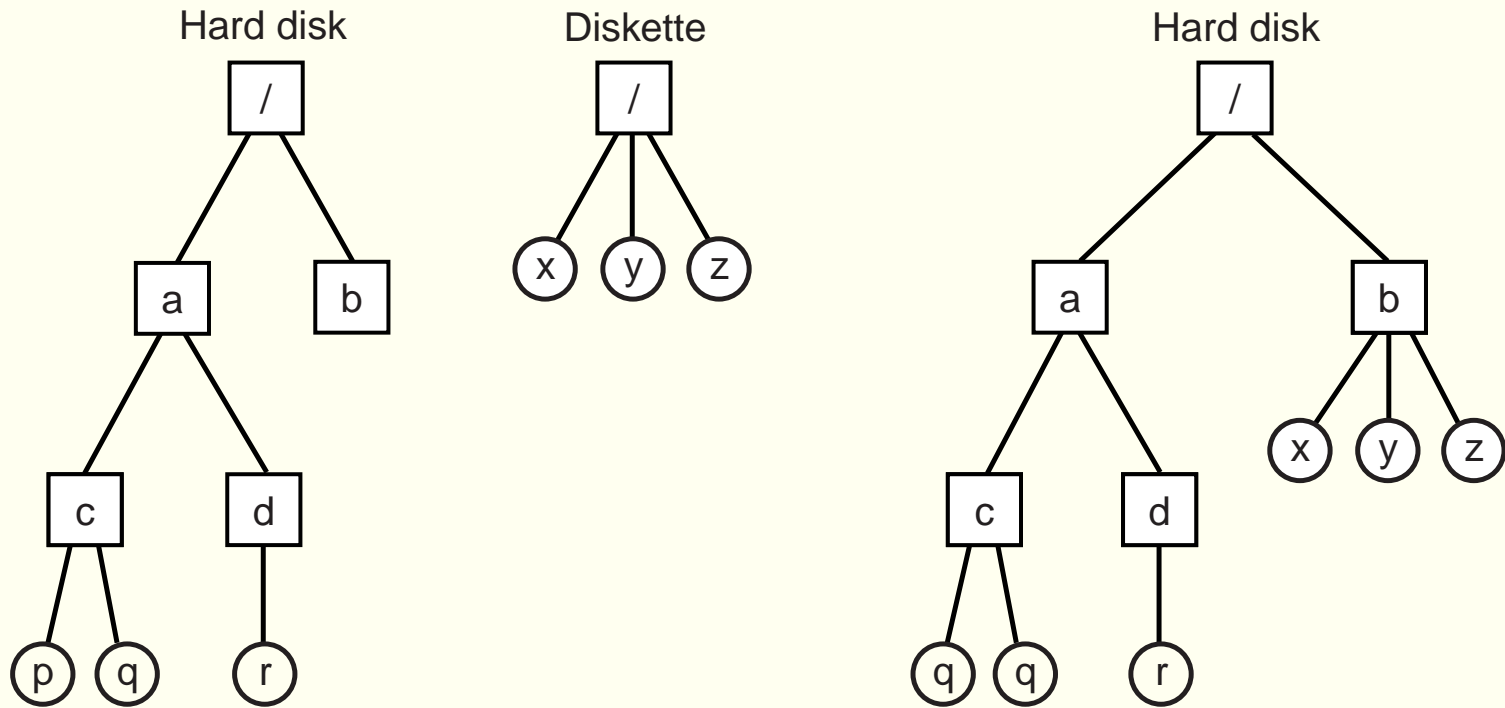 Hard disk Diskette Hard disk
/ / /
x y z
a b a b
x y z
c d c d
p q r q q r